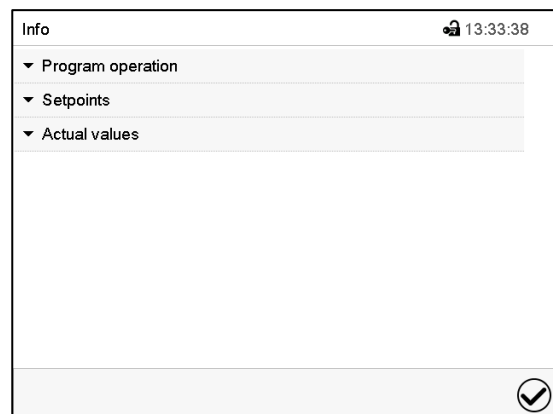 Info 13:33:38
Program operation
Setpoints
Actual values